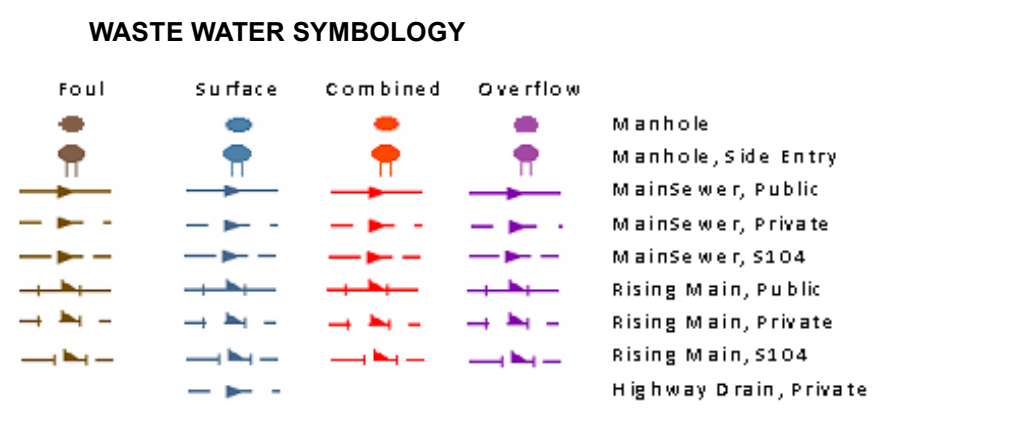 WASTE WATER SYMBOLOGY
Foul Surface Combined Overflow
Manhole
Manhole, Side Entry
MainSewer, Public
MainSewer, Private
MainSewer, S104
Rising Main, Public
Rising Main, Private
Rising Main, S104
Highway Drain, Private